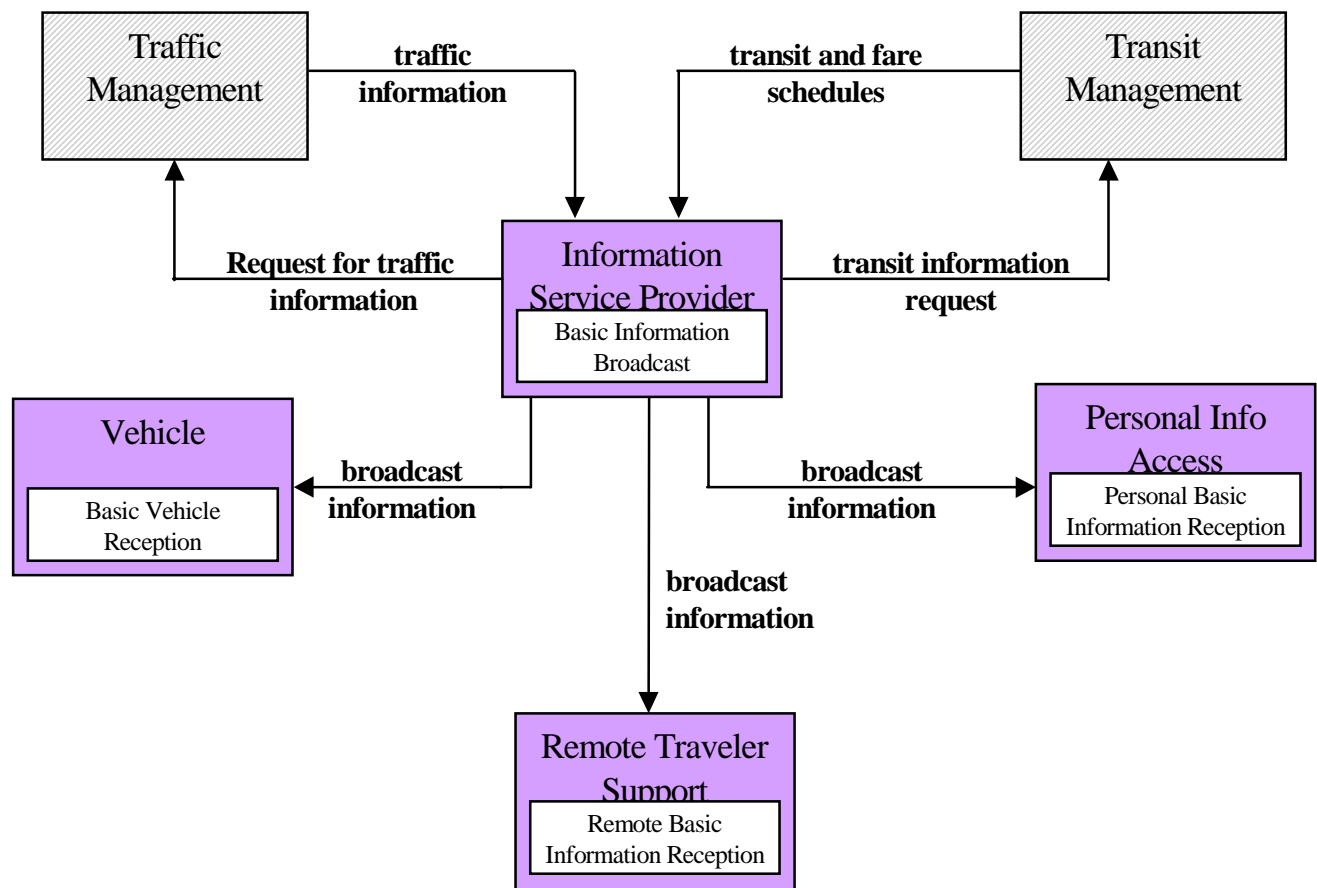 Traffic
Management
traffic
information
transit and fare
schedules
Transit
Management
Request for traffic
information
Information
Service Provider
Basic Information
Broadcast
transit information
request
Vehicle
Basic Vehicle
Reception
broadcast
information
broadcast
information
Personal Info
Access
Personal Basic
Information Reception
broadcast
information
Remote Traveler
Support
Remote Basic
Information Reception